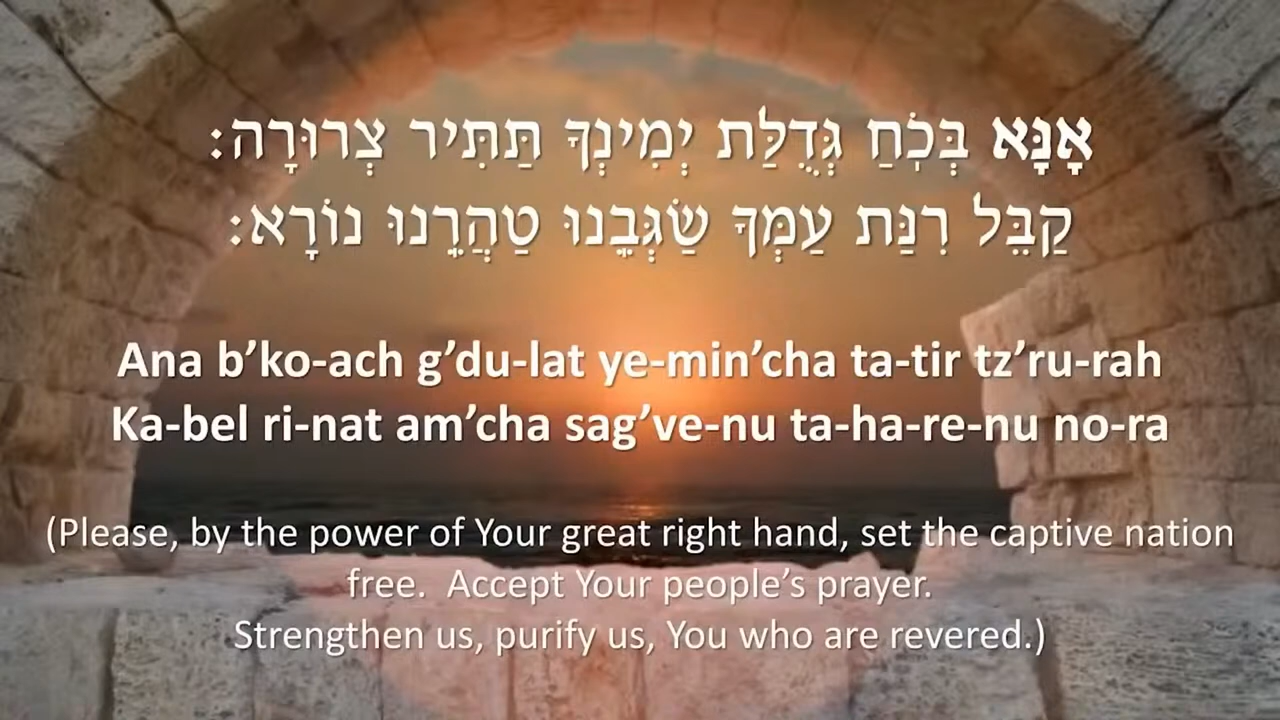 אָנָּא בְּכֹֽחַ גְּדֻלַּת יְמִינְךָ תַּתִּיר צְרוּרָה:
קַבֵּל רִנַּת עַמְּךָ שַׂגְּבֵֽנוּ טַהֲרֵֽנוּ נוֹרָא:
Ana b’ko-ach g’du-lat ye-min’cha ta-tir tz’ru-rah
Ka-bel ri-nat am’cha sag’ve-nu ta-ha-re-nu no-ra
(Please, by the power of Your great right hand, set the captive nation
free.  Accept Your people’s prayer.
Strengthen us, purify us, You who are revered.)